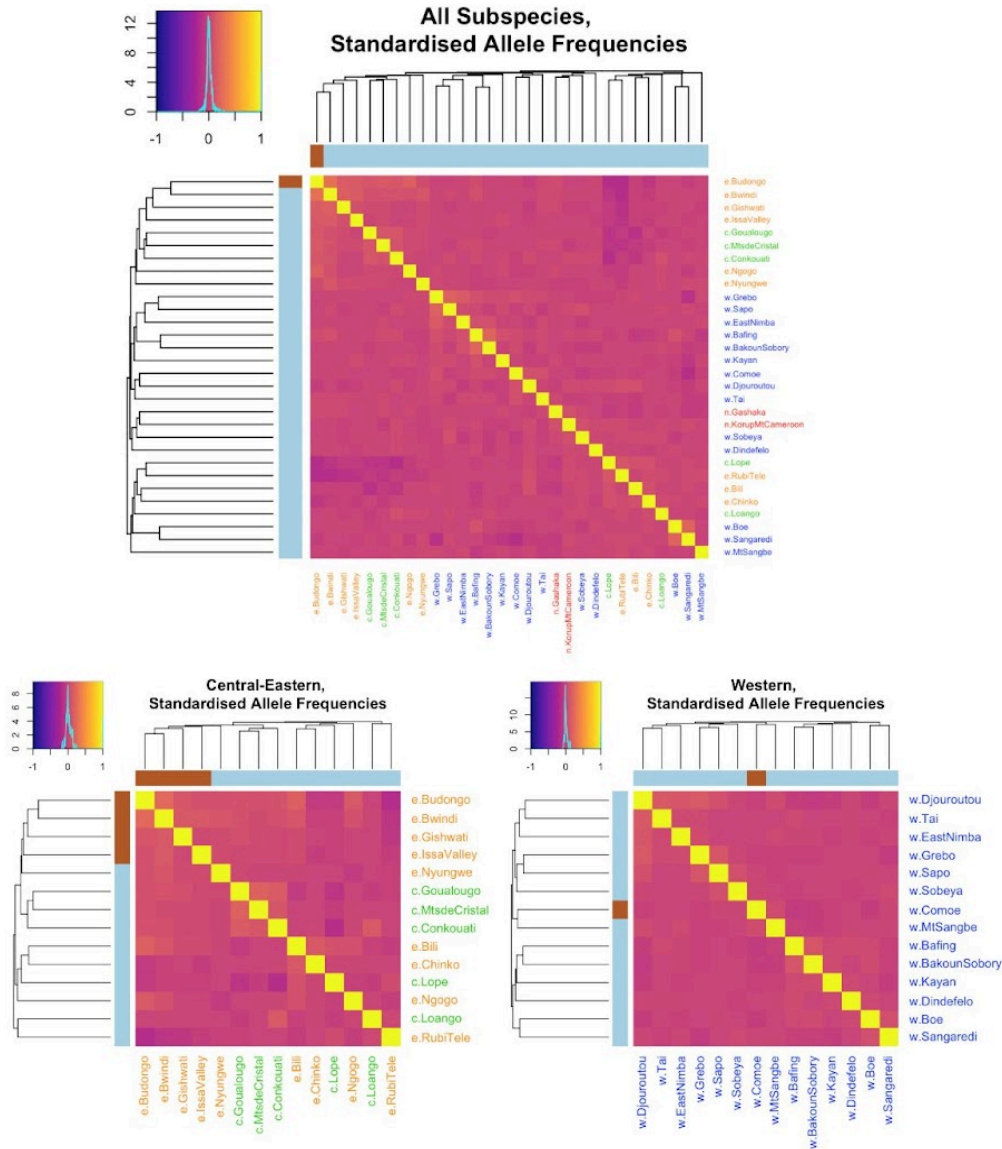 All Subspecies,
Standardised Allele Frequencies
12
8
4
0
-1 0 1
e.Budongo
e.Bwindi
e.Gishwati
e.IssaValley
c.Goualougo
c.MtsdeCristal
c.Conkouati
e.Ngogo
e.Nyungwe
w.Grebo
w.Sapo
w.EastNimba
w.Bafing
w.BakounSobory
w.Kayan
w.Comoe
w.Djouroutou
w.Tai
n.Gashaka
n.KorupMtCameroon
w.Sobeya
w.Dindefelo
c.Lope
e.RubiTele
e.Bili
e.Chinko
c.Loango
w.Boe
w.Sangaredi
w.MtSangbe
e.Budongo
e.Bwindi
e.Gishwati
e.IssaValley
c.Goualougo
c.MtsdeCristal
c.Conkouati
e.Ngogo
e.Nyungwe
w.Grebo
w.Sapo
w.EastNimba
w.Bafing
w.BakounSobory
w.Kayan
w.Comoe
w.Djouroutou
w.Tai
n.Gashaka
n.KorupMtCameroon
w.Sobeya
w.Dindefelo
c.Lope
e.RubiTele
e.Bili
e.Chinko
c.Loango
w.Boe
w.Sangaredi
w.MtSangbe
Central-Eastern,
Standardised Allele Frequencies
8
6
4
2
0
-1 0 1
e.Budongo
e.Bwindi
e.Gishwati
e.IssaValley
e.Nyungwe
c.Goualougo
c.MtsdeCristal
c.Conkouati
e.Bili
e.Chinko
c.Lope
e.Ngogo
c.Loango
e.RubiTele
e.Budongo
e.Bwindi
e.Gishwati
e.IssaValley
e.Nyungwe
c.Goualougo
c.MtsdeCristal
c.Conkouati
e.Bili
e.Chinko
c.Lope
e.Ngogo
c.Loango
e.RubiTele
Western,
Standardised Allele Frequencies
15
5
0
-1 0 1
w.Djouroutou
w.Tai
w.EastNimba
w.Grebo
w.Sapo
w.Sobeya
w.Comoe
w.MtSangbe
w.Bafing
w.BakounSobory
w.Kayan
w.Dindefelo
w.Boe
w.Sangaredi
w.Djouroutou
w.Tai
w.EastNimba
w.Grebo
w.Sapo
w.Sobeya
w.Comoe
w.MtSangbe
w.Bafing
w.BakounSobory
w.Kayan
w.Dindefelo
w.Boe
w.Sangaredi